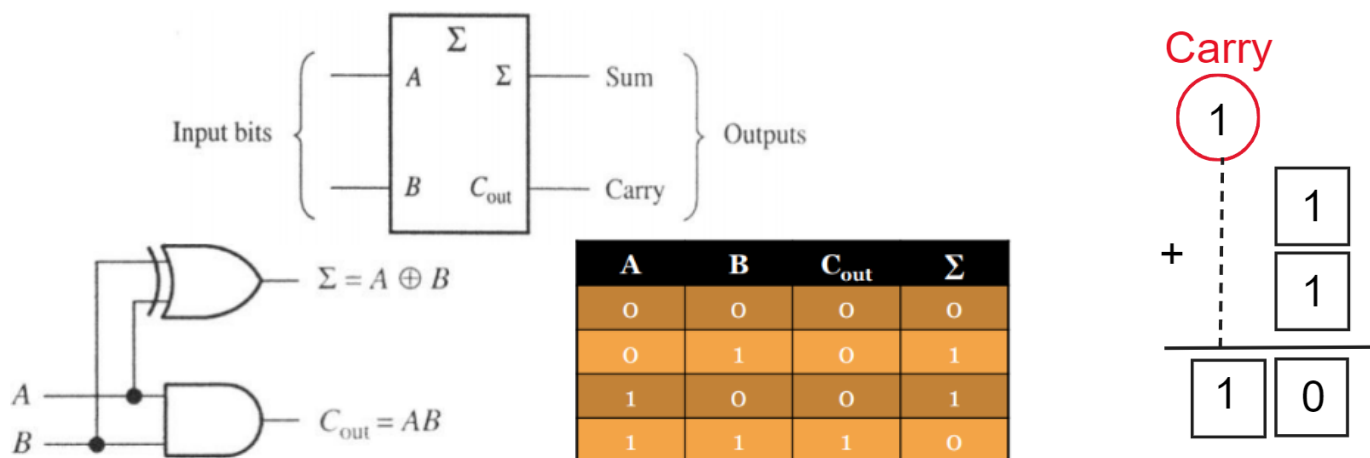 Σ
A Σ Sum
Input bits Outputs
B C_out Carry
Σ = A ⊕ B
A
C_out = AB
B
A B C_out Σ
0 0 0 0
0 1 0 1
1 0 0 1
1 1 1 0
Carry
1
1
+
1
1 0